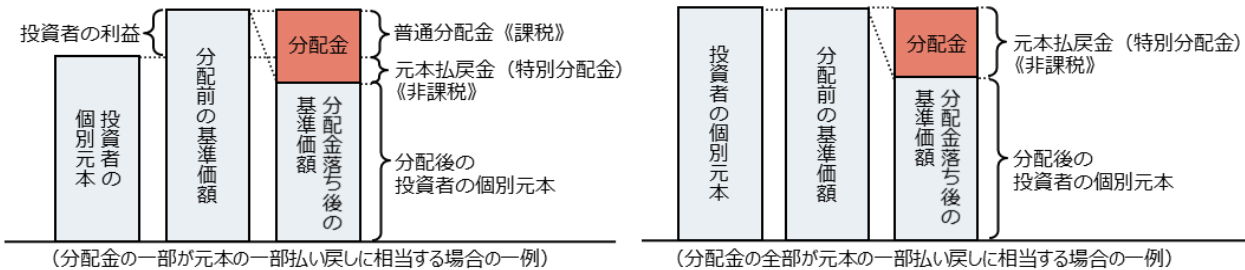 投資者の利益
投資者の
個別元本
分配前の基準価額
分配金
分配金落ち後の
基準価額
普通分配金《課税》
元本払戻金（特別分配金）
《非課税》
分配後の
投資者の個別元本
（分配金の一部が元本の一部払い戻しに相当する場合の一例）
投資者の個別元本
分配前の基準価額
分配金
分配金落ち後の
基準価額
元本払戻金（特別分配金）
《非課税》
分配後の
投資者の個別元本
（分配金の全部が元本の一部払い戻しに相当する場合の一例）